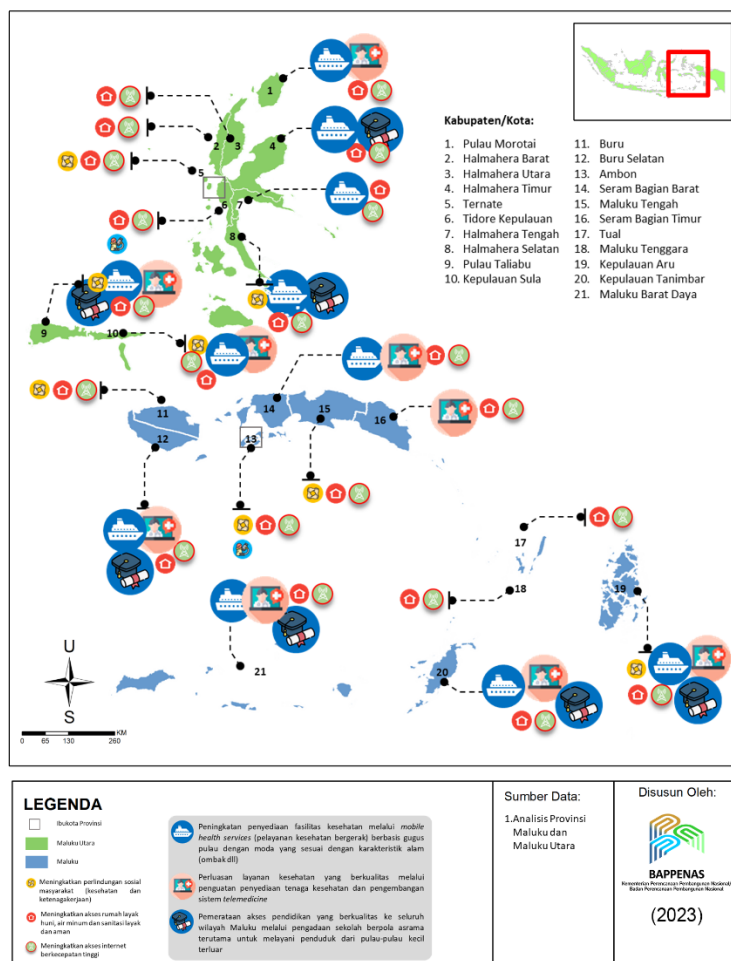 Kabupaten/Kota:
1. Pulau Morotai
2. Halmahera Barat
3. Halmahera Utara
4. Halmahera Timur
5. Ternate
6. Tidore Kepulauan
7. Halmahera Tengah
8. Halmahera Selatan
9. Pulau Taliabu
10. Kepulauan Sula
11. Buru
12. Buru Selatan
13. Ambon
14. Seram Bagian Barat
15. Maluku Tengah
16. Seram Bagian Timur
17. Tual
18. Maluku Tenggara
19. Kepulauan Aru
20. Kepulauan Tanimbar
21. Maluku Barat Daya
1
2
3
4
5
6
7
8
9
10
11
12
13
14
15
16
17
18
19
20
21
U
S
KM
0 65 130 260
LEGENDA
Ibukota Provinsi
Maluku Utara
Maluku
Meningkatkan perlindungan sosial
masyarakat (kesehatan dan
ketenagakerjaan)
Meningkatkan akses rumah layak
huni, air minum dan sanitasi layak
dan aman
Meningkatkan akses internet
berkecepatan tinggi
Peningkatan penyediaan fasilitas kesehatan melalui mobile
health services (pelayanan kesehatan bergerak) berbasis gugus
pulau dengan moda yang sesuai dengan karakteristik alam
(ombak dll)
Perluasan layanan kesehatan yang berkualitas melalui
penguatan penyediaan tenaga kesehatan dan pengembangan
sistem telemedicine
Pemerataan akses pendidikan yang berkualitas ke seluruh
wilayah Maluku melalui pengadaan sekolah berpola asrama
terutama untuk melayani penduduk dari pulau-pulau kecil
terluar
Sumber Data:
1.Analisis Provinsi
Maluku dan
Maluku Utara
Disusun Oleh:
BAPPENAS
Kementerian Perencanaan Pembangunan Nasional/
Badan Perencanaan Pembangunan Nasional
(2023)